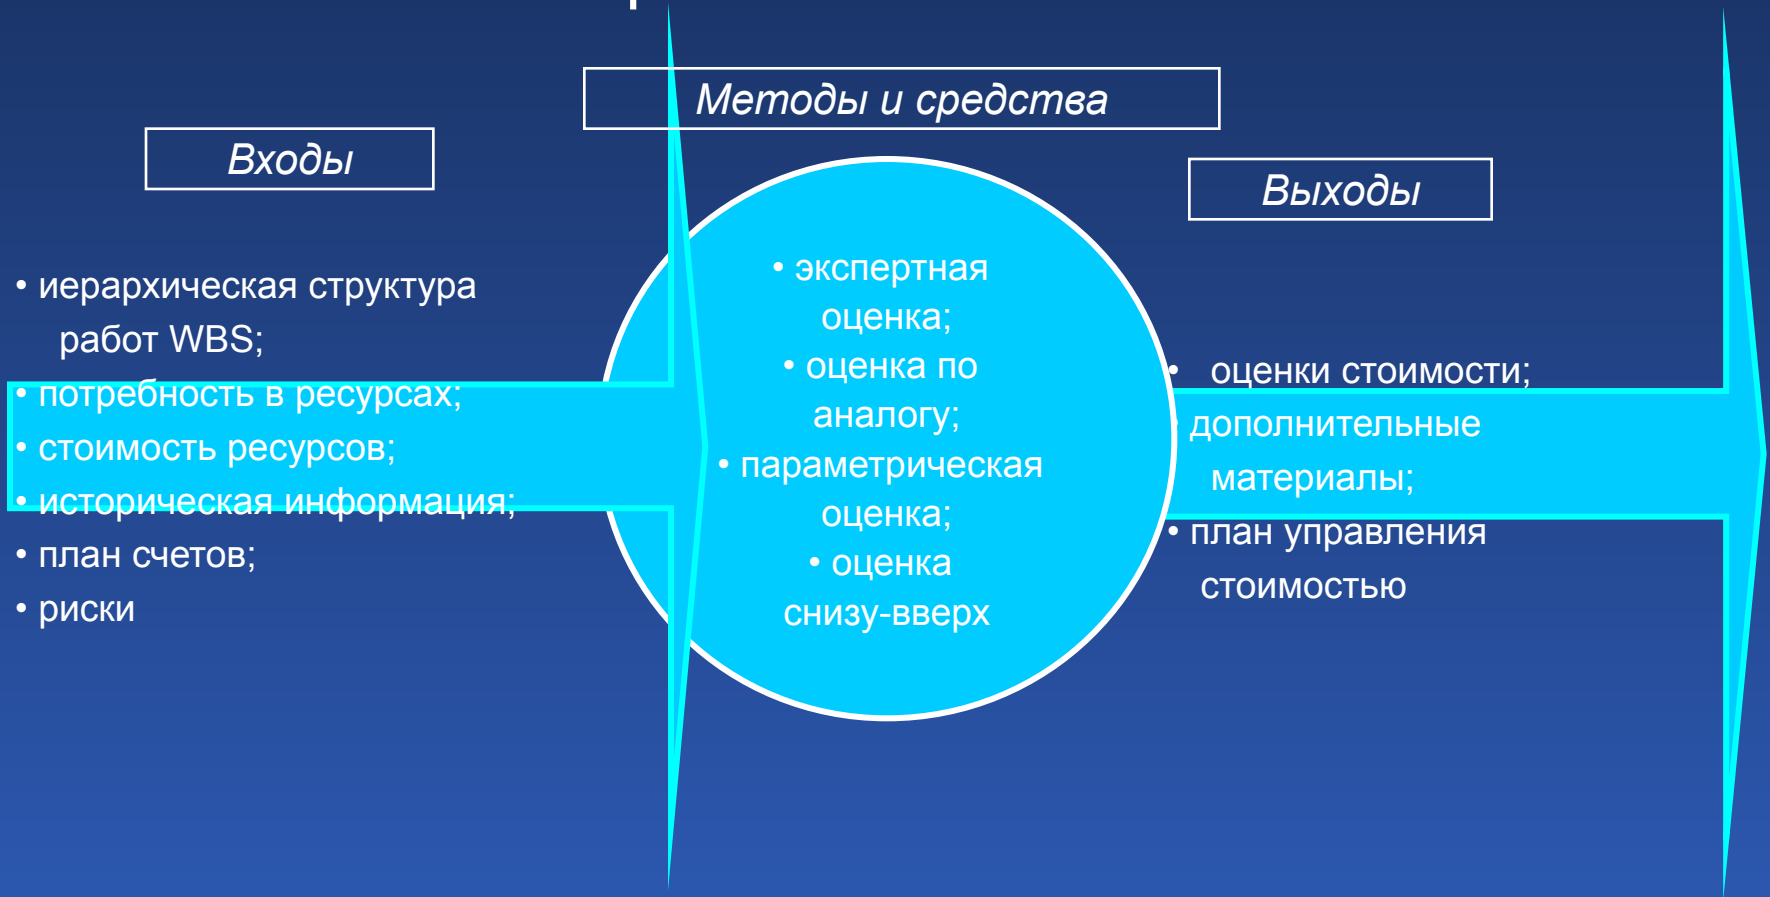 Методы и средства
Входы
Выходы
• иерархическая структура
работ WBS;
• потребность в ресурсах;
• стоимость ресурсов;
• историческая информация;
• план счетов;
• риски
• экспертная
оценка;
• оценка по
аналогу;
• параметрическая
оценка;
• оценка
снизу-вверх
• оценки стоимости;
• дополнительные
материалы;
• план управления
стоимостью